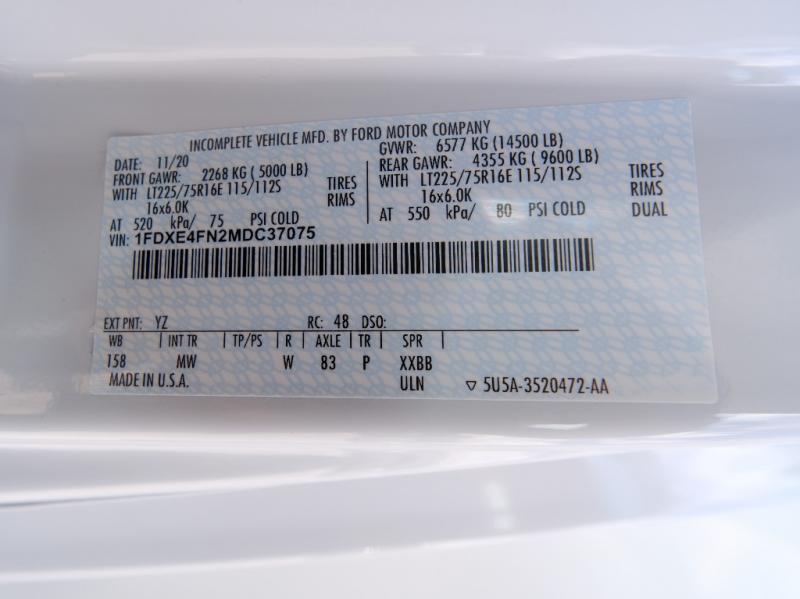 INCOMPLETE VEHICLE MFD. BY FORD MOTOR COMPANY
DATE: 11/20 GVWR: 6577 KG (14500 LB)
FRONT GAWR: 2268 KG ( 5000 LB) REAR GAWR: 4355 KG ( 9600 LB)
WITH LT225/75R16E 115/112S TIRES WITH LT225/75R16E 115/112S TIRES
16x6.0K RIMS 16x6.0K RIMS
AT 520 kPa/ 75 PSI COLD AT 550 kPa/ 80 PSI COLD DUAL
VIN: 1FDXE4FN2MDC37075
EXT PNT: YZ RC: 48 DSO:
WB INT TR TP/PS R AXLE TR SPR
158 MW W 83 P XXBB
MADE IN U.S.A. ULN ▽ 5U5A-3520472-AA